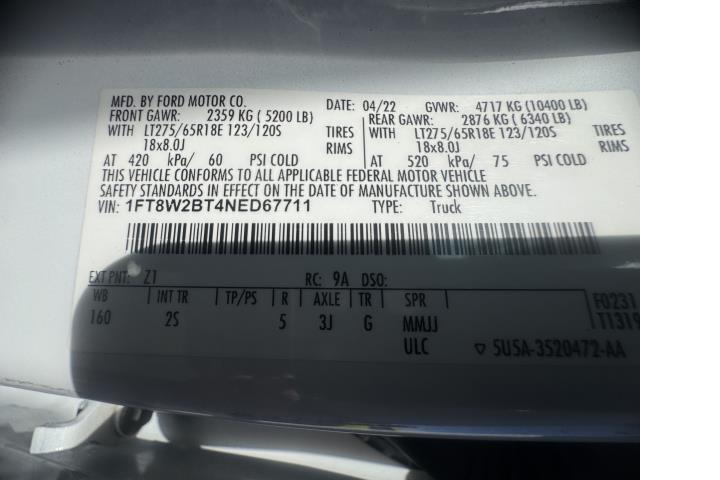 MFD. BY FORD MOTOR CO. DATE: 04/22 GVWR: 4717 KG (10400 LB)
FRONT GAWR: 2359 KG ( 5200 LB) REAR GAWR: 2876 KG ( 6340 LB)
WITH LT275/65R18E 123/120S TIRES WITH LT275/65R18E 123/120S TIRES
18x8.0J RIMS 18x8.0J RIMS
AT 420 kPa/ 60 PSI COLD AT 520 kPa/ 75 PSI COLD
THIS VEHICLE CONFORMS TO ALL APPLICABLE FEDERAL MOTOR VEHICLE
SAFETY STANDARDS IN EFFECT ON THE DATE OF MANUFACTURE SHOWN ABOVE.
VIN: 1FT8W2BT4NED67711 TYPE: Truck
EXT PNT: Z1 RC: 9A DSO:
WB INT TR TP/PS R AXLE TR SPR F0231
160 2S 5 3J G MMJJ T1319
ULC ▽ 5U5A-3520472-AA